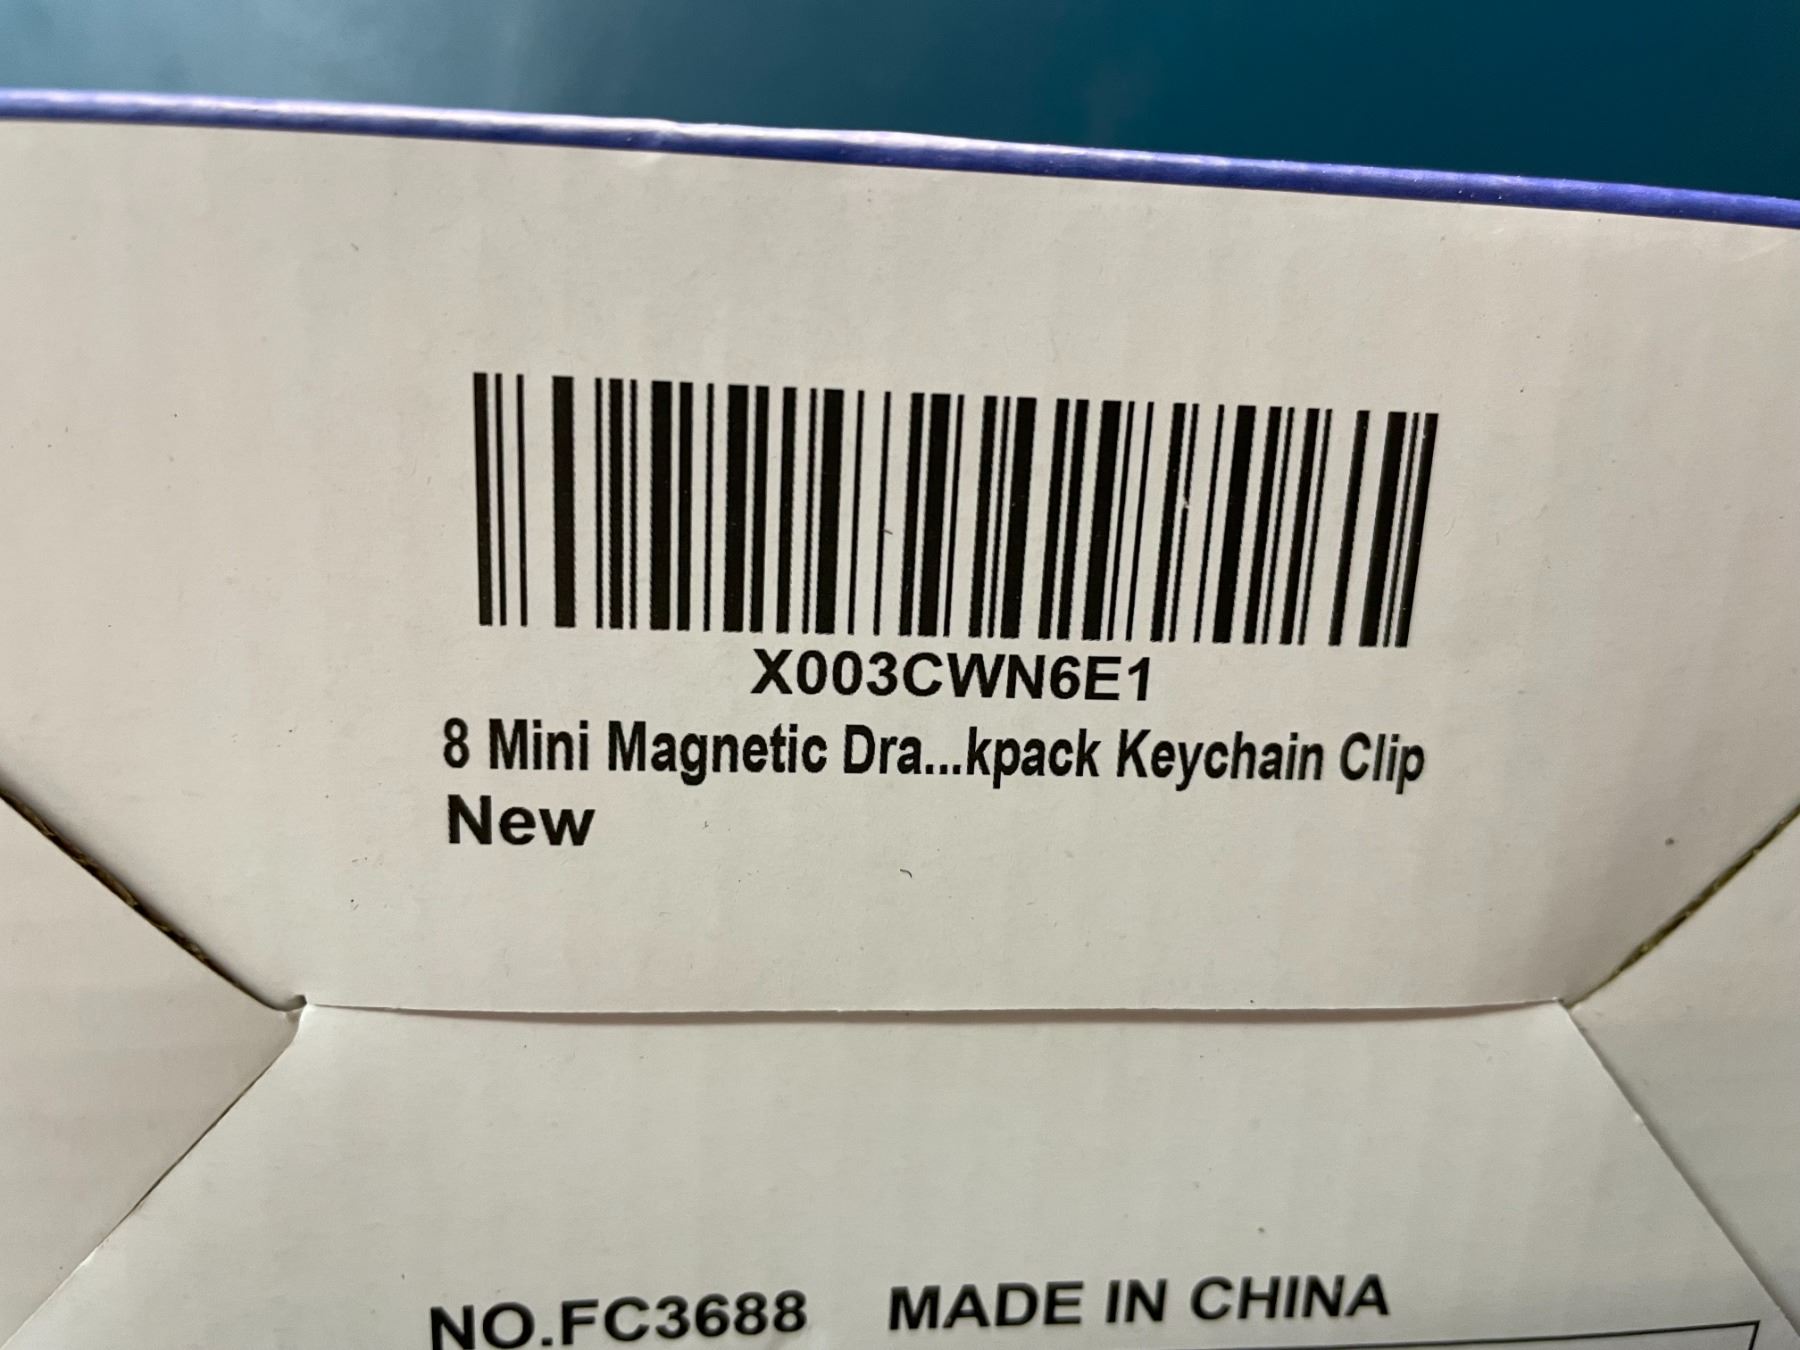 X003CWN6E1
8 Mini Magnetic Dra...kpack Keychain Clip
New
NO.FC3688 MADE IN CHINA